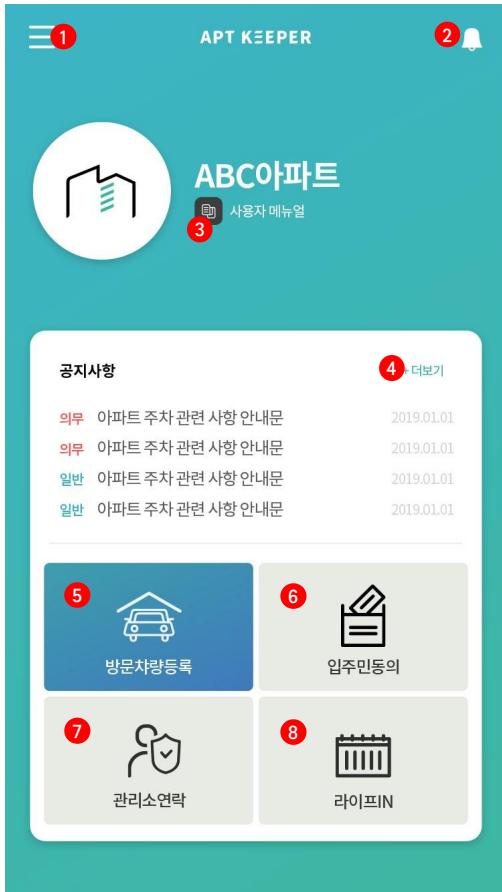 1
APT KEEPER
2
ABC아파트
사용자 메뉴얼
3
공지사항
4
+ 더보기
의무 아파트 주차 관련 사항 안내문 2019.01.01
의무 아파트 주차 관련 사항 안내문 2019.01.01
일반 아파트 주차 관련 사항 안내문 2019.01.01
일반 아파트 주차 관련 사항 안내문 2019.01.01
5
방문차량등록
6
입주민동의
7
관리소연락
8
라이프IN